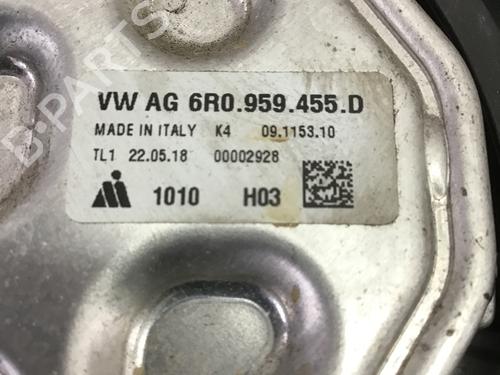 VW AG 6R0.959.455.D
MADE IN ITALY K4 09.1153.10
TL1 22.05.18 00002928
1010 H03